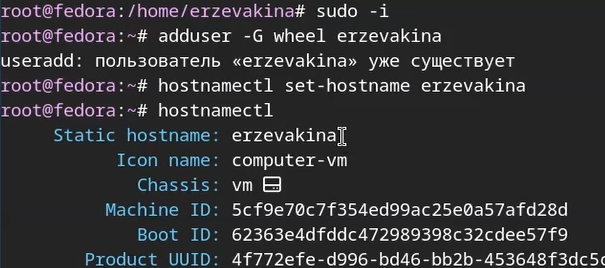 root@fedora:/home/erzevakina# sudo -i
root@fedora:~# adduser -G wheel erzevakina
useradd: пользователь «erzevakina» уже существует
root@fedora:~# hostnamectl set-hostname erzevakina
root@fedora:~# hostnamectl
Static hostname: erzevakina
Icon name: computer-vm
Chassis: vm
Machine ID: 5cf9e70c7f354ed99ac25e0a57afd28d
Boot ID: 62363e4dfddc472989398c32cdee57f9
Product UUID: 4f772efe-d996-bd46-bb2b-453648f3dc5c